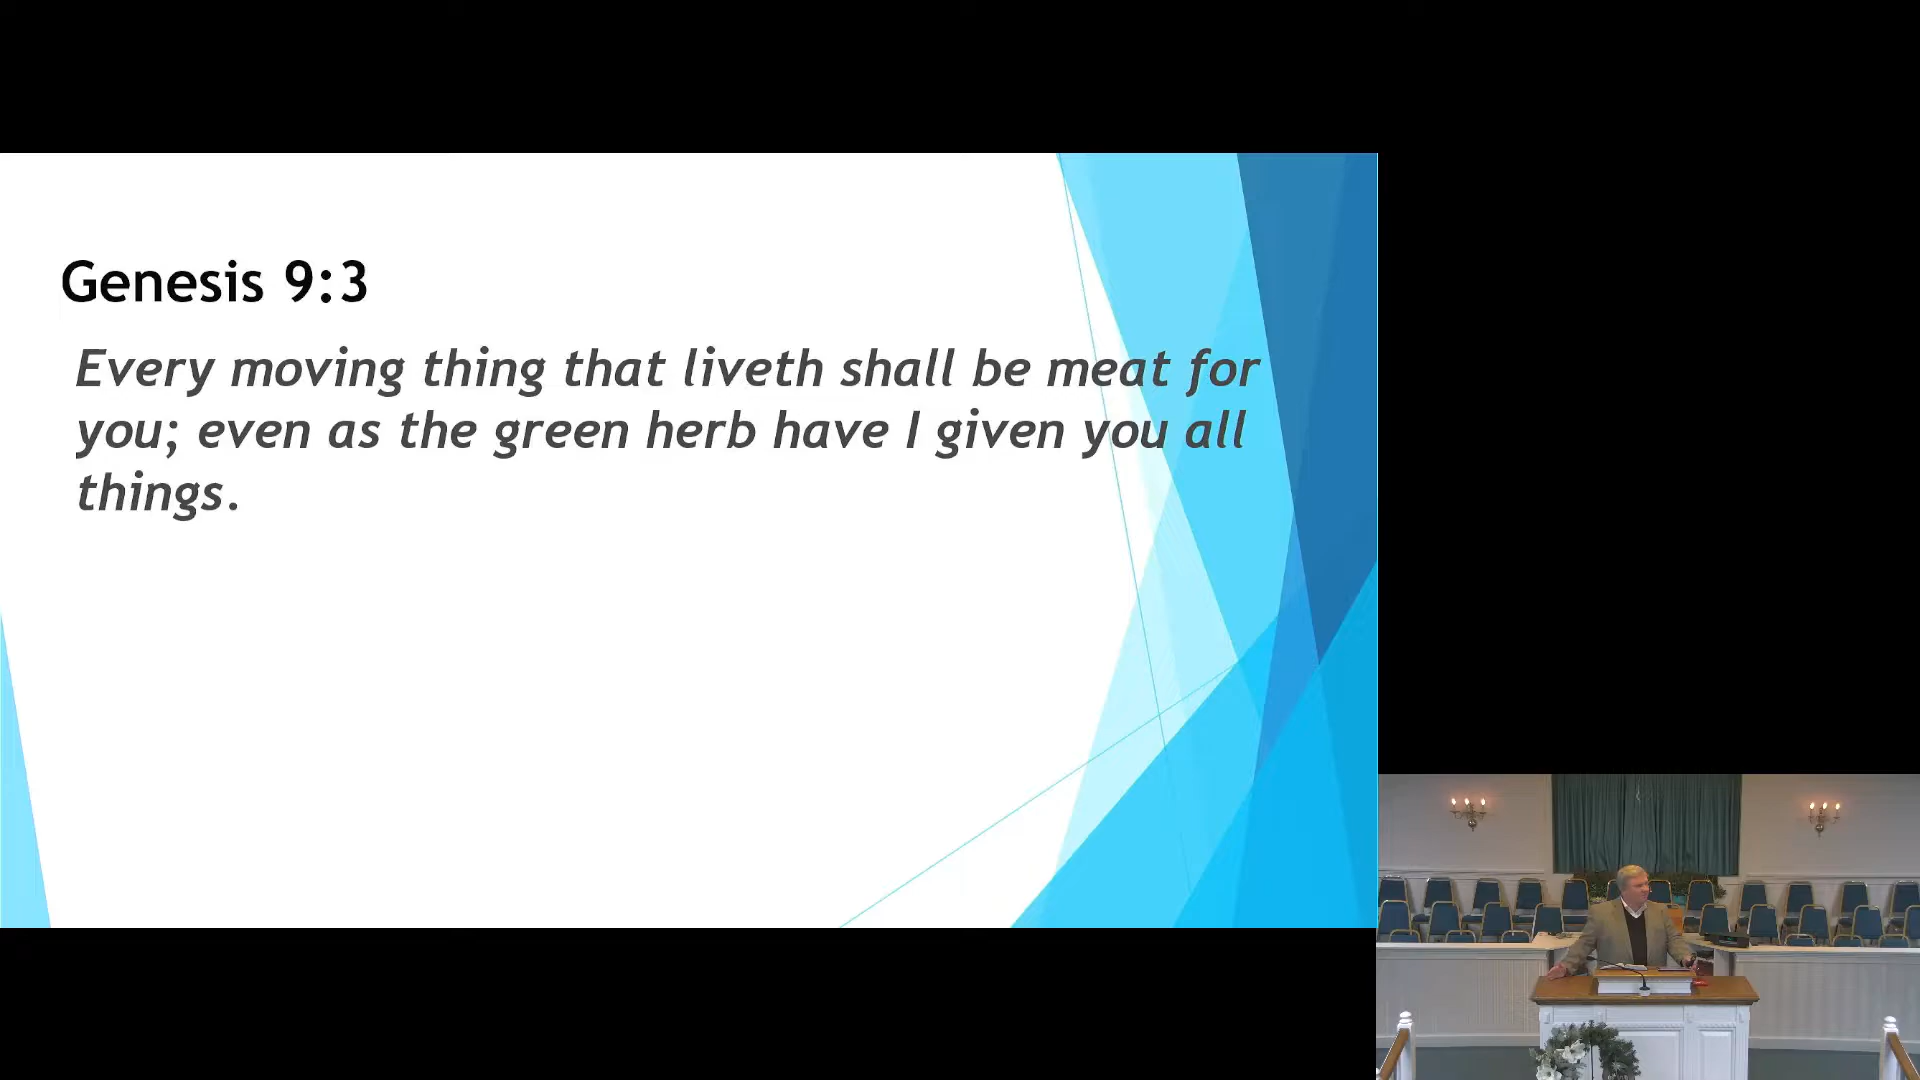 Genesis 9:3
Every moving thing that liveth shall be meat for
you; even as the green herb have I given you all
things.